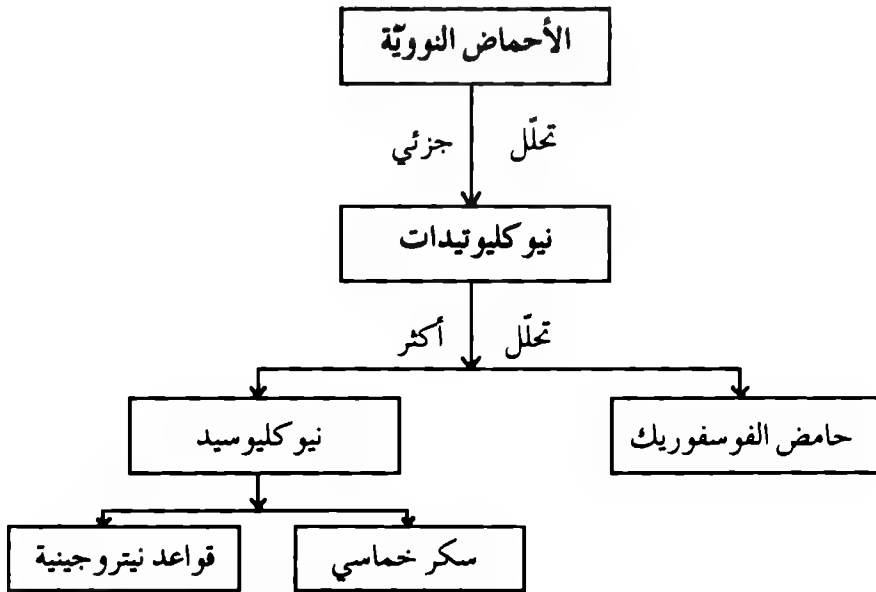 الأحماض النوويّة
تحلّل جزئي
نيوكليوتيدات
تحلّل أكثر
حامض الفوسفوريك
نيوكليوسيد
سكر خماسي
قواعد نيتروجينية